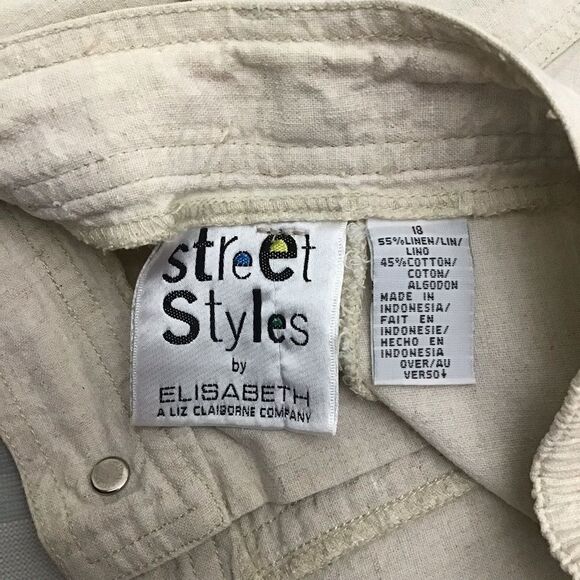 street
Styles
by
ELISABETH
A LIZ CLAIBORNE COMPANY
18
55%LINEN/LIN/
LINO
45%COTTON/
COTON/
ALGODON
MADE IN
INDONESIA/
FAIT EN
INDONESIE/
HECHO EN
INDONESIA
OVER/AU
VERSO↓